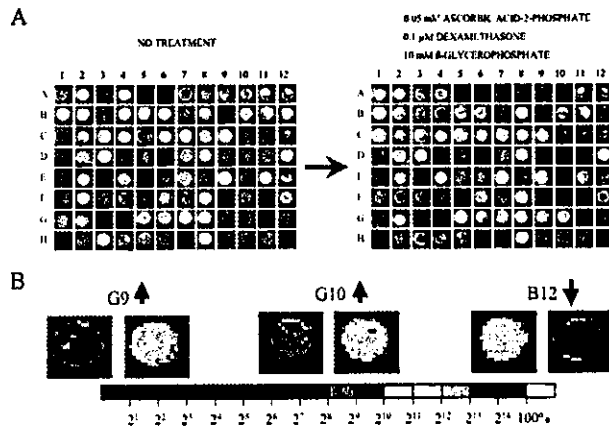 A
NO TREATMENT
0.05 mM ASCORBIC ACID-2-PHOSPHATE
0.1 μM DEXAMETHASONE
10 mM β-GLYCEROPHOSPHATE
1 2 3 4 5 6 7 8 9 10 11 12
1 2 3 4 5 6 7 8 9 10 11 12
A
B
C
D
E
F
G
H
A
B
C
D
E
F
G
H
B
G9
G10
B12
2¹ 2² 2³ 2⁴ 2⁵ 2⁶ 2⁷ 2⁸ 2⁹ 2¹⁰ 2¹¹ 2¹² 2¹³ 2¹⁴ 100%